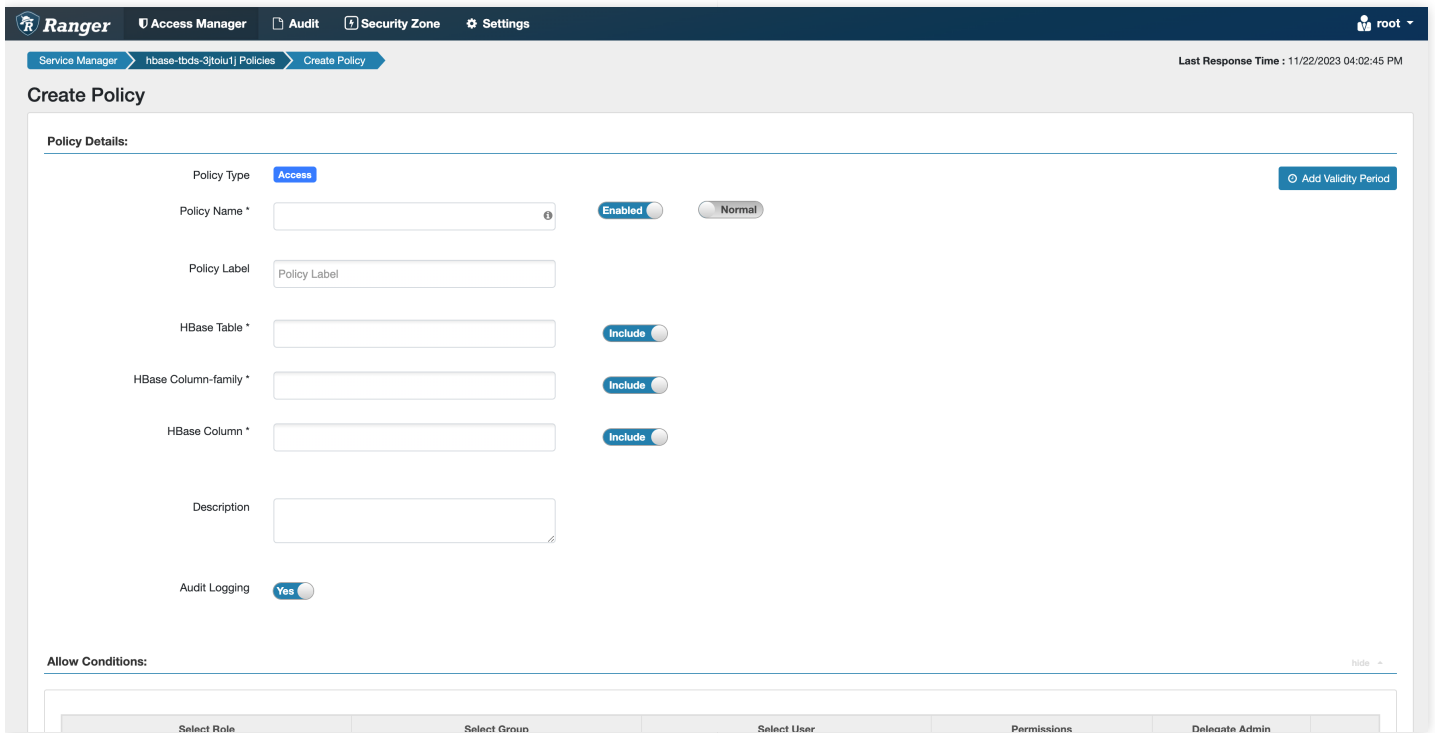 Ranger Access Manager Audit Security Zone Settings root
Service Manager hbase-tbds-3jtoiu1j Policies Create Policy Last Response Time : 11/22/2023 04:02:45 PM
Create Policy
Policy Details:
Policy Type Access Add Validity Period
Policy Name * Enabled Normal
Policy Label Policy Label
HBase Table * Include
HBase Column-family * Include
HBase Column * Include
Description
Audit Logging Yes
Allow Conditions: hide
Select Role Select Group Select User Permissions Delegate Admin